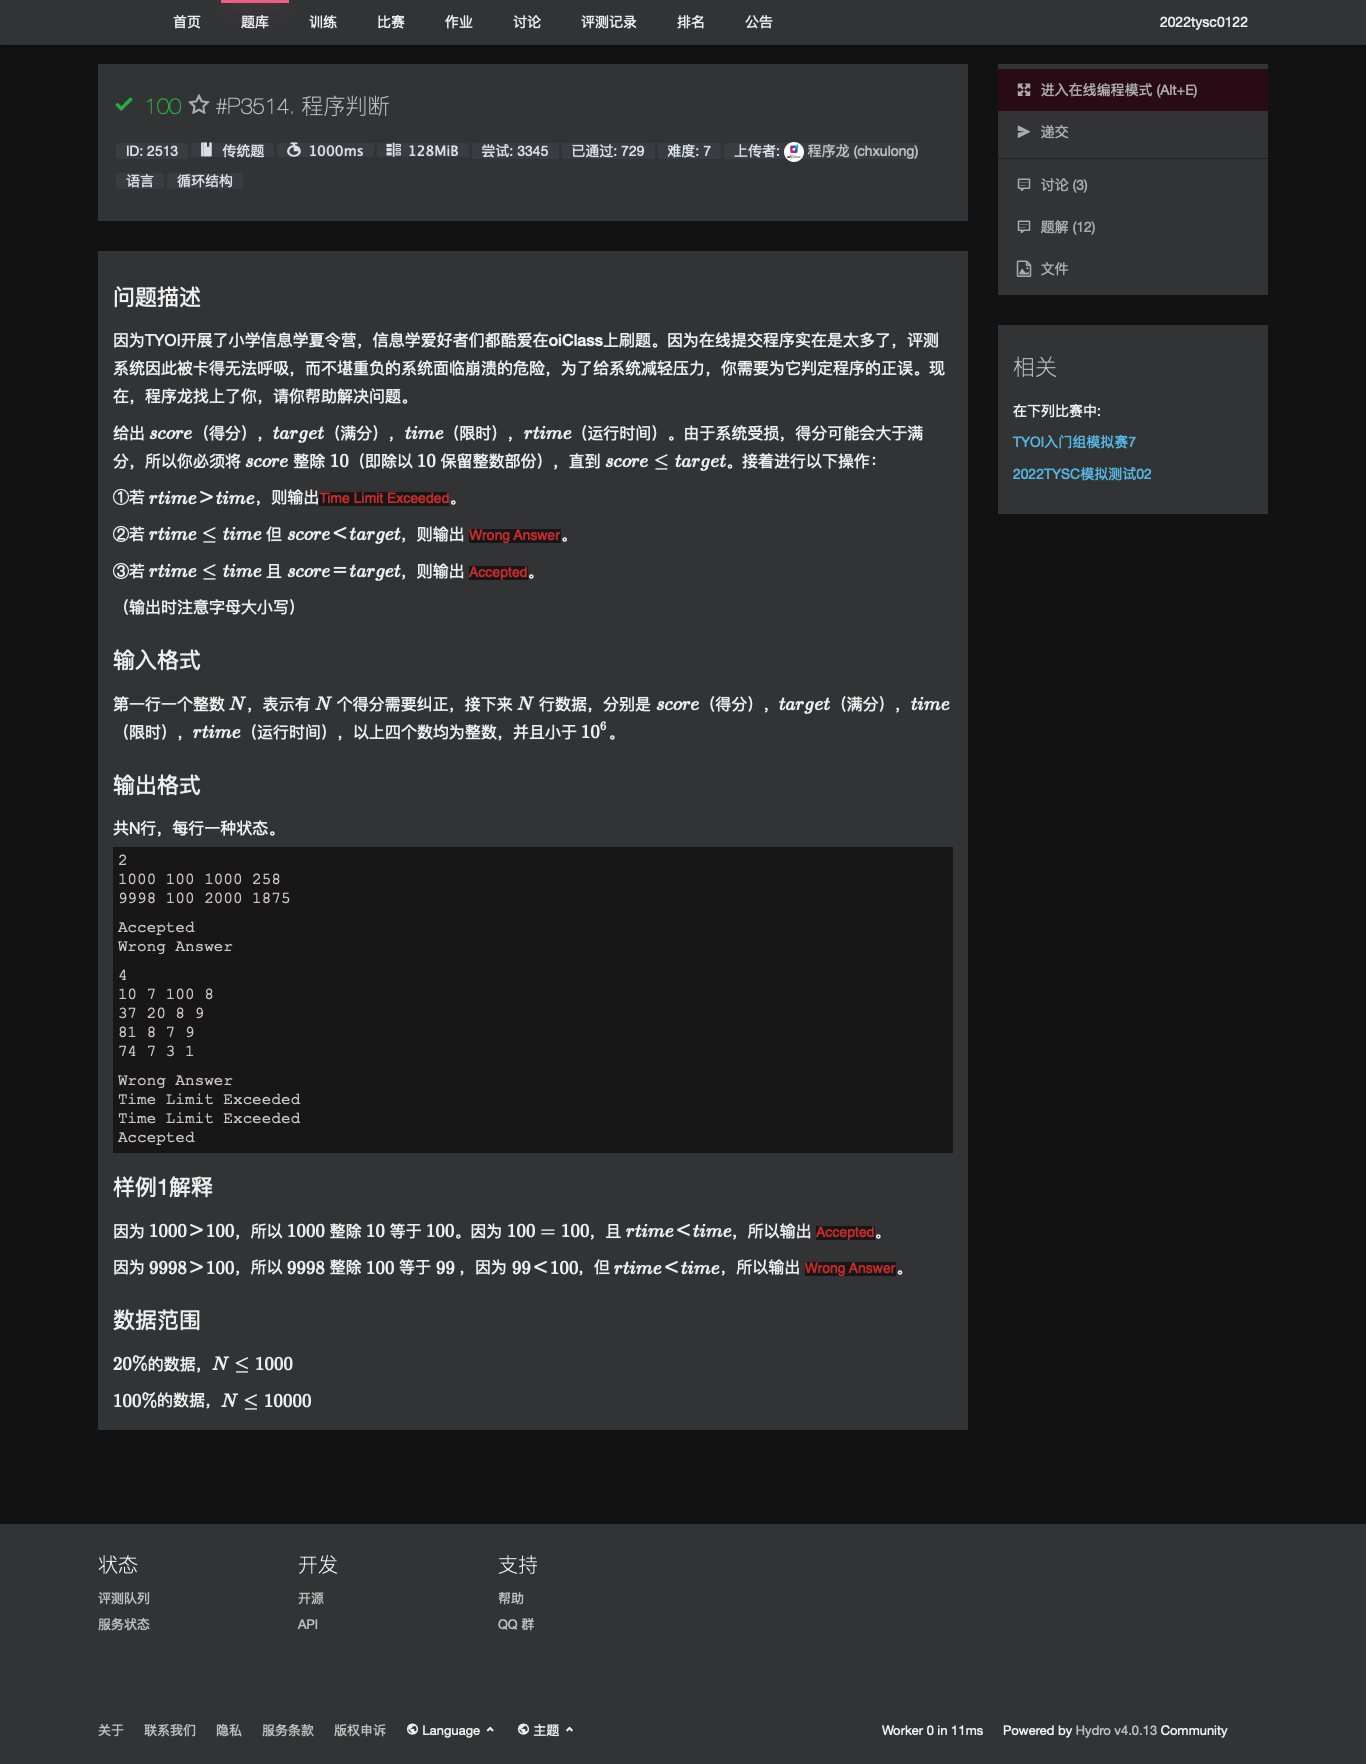 首页 题库 训练 比赛 作业 讨论 评测记录 排名 公告 2022tysc0122
100 #P3514. 程序判断
ID: 2513 传统题 1000ms 128MiB 尝试: 3345 已通过: 729 难度: 7 上传者: 程序龙 (chxulong)
语言 循环结构
进入在线编程模式 (Alt+E)
递交
讨论 (3)
题解 (12)
文件
相关
在下列比赛中:
TYOI入门组模拟赛7
2022TYSC模拟测试02
问题描述
因为TYOI开展了小学信息学夏令营，信息学爱好者们都酷爱在oiClass上刷题。因为在线提交程序实在是太多了，评测
系统因此被卡得无法呼吸，而不堪重负的系统面临崩溃的危险，为了给系统减轻压力，你需要为它判定程序的正误。现
在，程序龙找上了你，请你帮助解决问题。
给出 score（得分），target（满分），time（限时），rtime（运行时间）。由于系统受损，得分可能会大于满
分，所以你必须将 score 整除 10（即除以 10 保留整数部份），直到 score ≤ target。接着进行以下操作：
①若 rtime＞time，则输出Time Limit Exceeded。
②若 rtime ≤ time 但 score＜target，则输出 Wrong Answer。
③若 rtime ≤ time 且 score＝target，则输出 Accepted。
（输出时注意字母大小写）
输入格式
第一行一个整数 N，表示有 N 个得分需要纠正，接下来 N 行数据，分别是 score（得分），target（满分），time
（限时），rtime（运行时间），以上四个数均为整数，并且小于 10⁶。
输出格式
共N行，每行一种状态。
2
1000 100 1000 258
9998 100 2000 1875
Accepted
Wrong Answer
4
10 7 100 8
37 20 8 9
81 8 7 9
74 7 3 1
Wrong Answer
Time Limit Exceeded
Time Limit Exceeded
Accepted
样例1解释
因为 1000＞100，所以 1000 整除 10 等于 100。因为 100 = 100，且 rtime＜time，所以输出 Accepted。
因为 9998＞100，所以 9998 整除 100 等于 99 ，因为 99＜100，但 rtime＜time，所以输出 Wrong Answer。
数据范围
20%的数据，N ≤ 1000
100%的数据，N ≤ 10000
状态 开发 支持
评测队列 开源 帮助
服务状态 API QQ 群
关于 联系我们 隐私 服务条款 版权申诉 Language 主题 Worker 0 in 11ms Powered by Hydro v4.0.13 Community